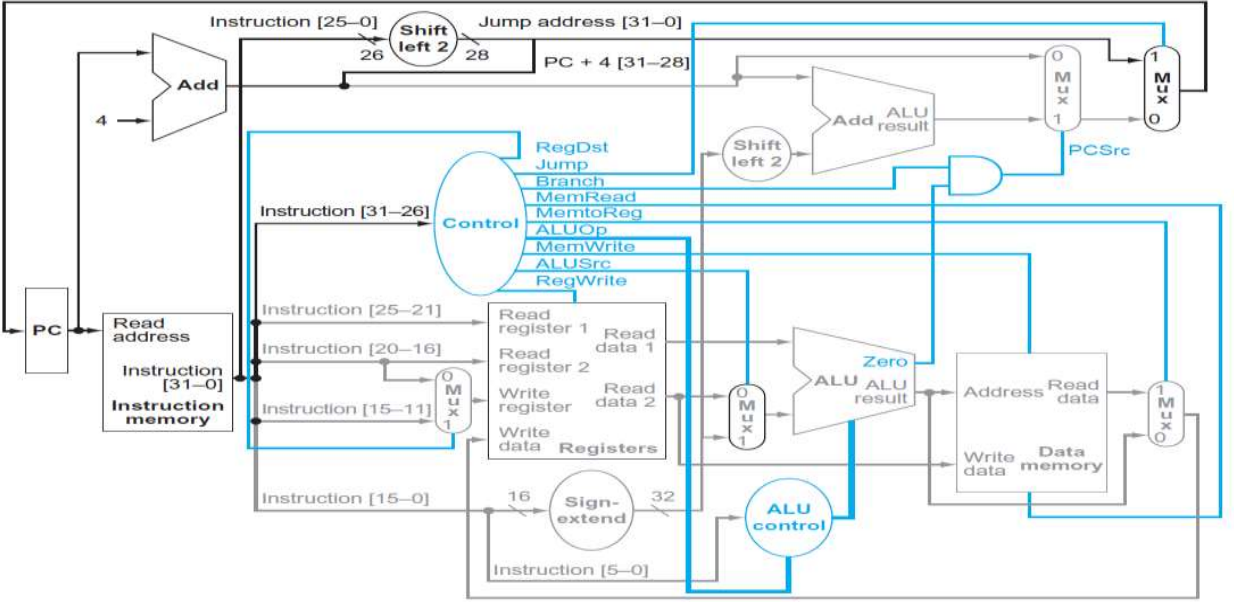 Instruction [25–0]
Shift
left 2
Jump address [31–0]
26
28
PC + 4 [31–28]
Add
4
0
M
u
x
1
1
M
u
x
0
Add
ALU
result
Shift
left 2
RegDst
Jump
Branch
MemRead
MemtoReg
ALUOp
MemWrite
ALUSrc
RegWrite
PCSrc
Instruction [31–26]
Control
PC
Read
address
Instruction
[31–0]
Instruction
memory
Instruction [25–21]
Instruction [20–16]
Instruction [15–11]
0
M
u
x
1
Read
register 1
Read
register 2
Write
register
Write
data
Read
data 1
Read
data 2
Registers
0
M
u
x
1
Zero
ALU
ALU
result
Address
Read
data
Write
data
Data
memory
1
M
u
x
0
Instruction [15–0]
16
Sign-
extend
32
ALU
control
Instruction [5–0]